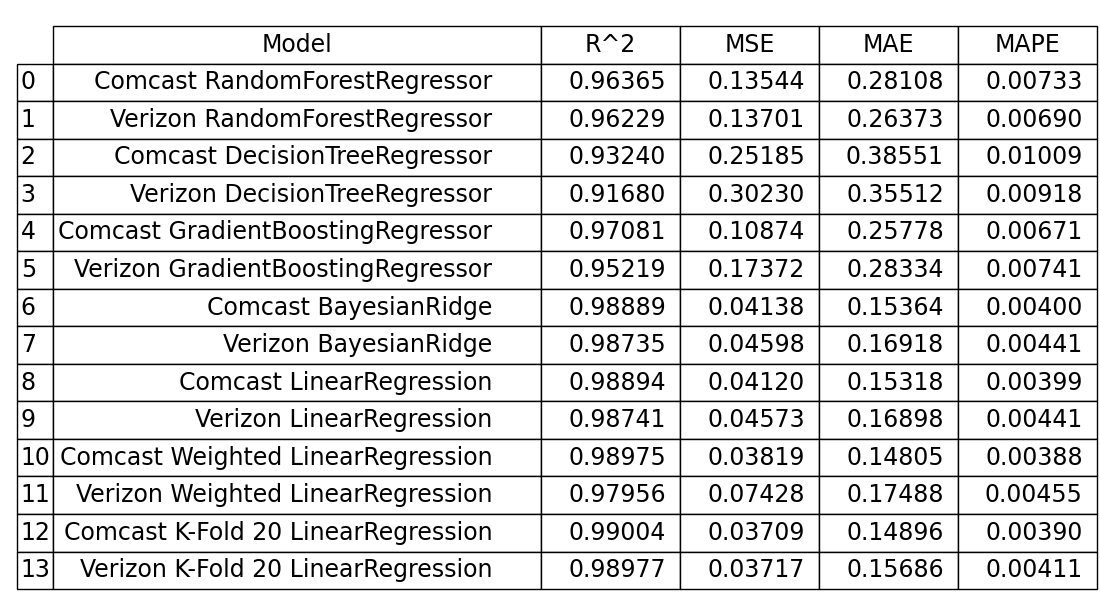 Model R^2 MSE MAE MAPE
0 Comcast RandomForestRegressor 0.96365 0.13544 0.28108 0.00733
1 Verizon RandomForestRegressor 0.96229 0.13701 0.26373 0.00690
2 Comcast DecisionTreeRegressor 0.93240 0.25185 0.38551 0.01009
3 Verizon DecisionTreeRegressor 0.91680 0.30230 0.35512 0.00918
4 Comcast GradientBoostingRegressor 0.97081 0.10874 0.25778 0.00671
5 Verizon GradientBoostingRegressor 0.95219 0.17372 0.28334 0.00741
6 Comcast BayesianRidge 0.98889 0.04138 0.15364 0.00400
7 Verizon BayesianRidge 0.98735 0.04598 0.16918 0.00441
8 Comcast LinearRegression 0.98894 0.04120 0.15318 0.00399
9 Verizon LinearRegression 0.98741 0.04573 0.16898 0.00441
10 Comcast Weighted LinearRegression 0.98975 0.03819 0.14805 0.00388
11 Verizon Weighted LinearRegression 0.97956 0.07428 0.17488 0.00455
12 Comcast K-Fold 20 LinearRegression 0.99004 0.03709 0.14896 0.00390
13 Verizon K-Fold 20 LinearRegression 0.98977 0.03717 0.15686 0.00411